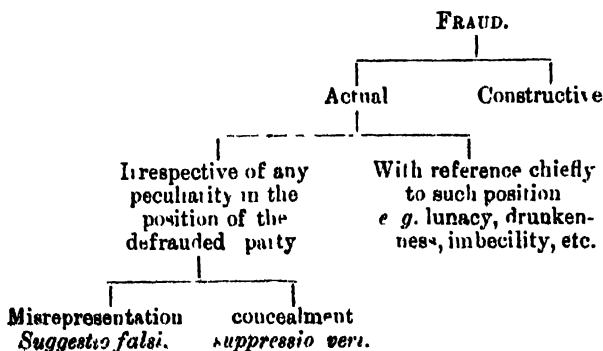 FRAUD.
Actual Constructive
Irrespective of any
peculiarity in the
position of the
defrauded party
With reference chiefly
to such position
e g. lunacy, drunken-
ness, imbecility, etc.
Misrepresentation
Suggestio falsi.
concealment
suppressio veri.